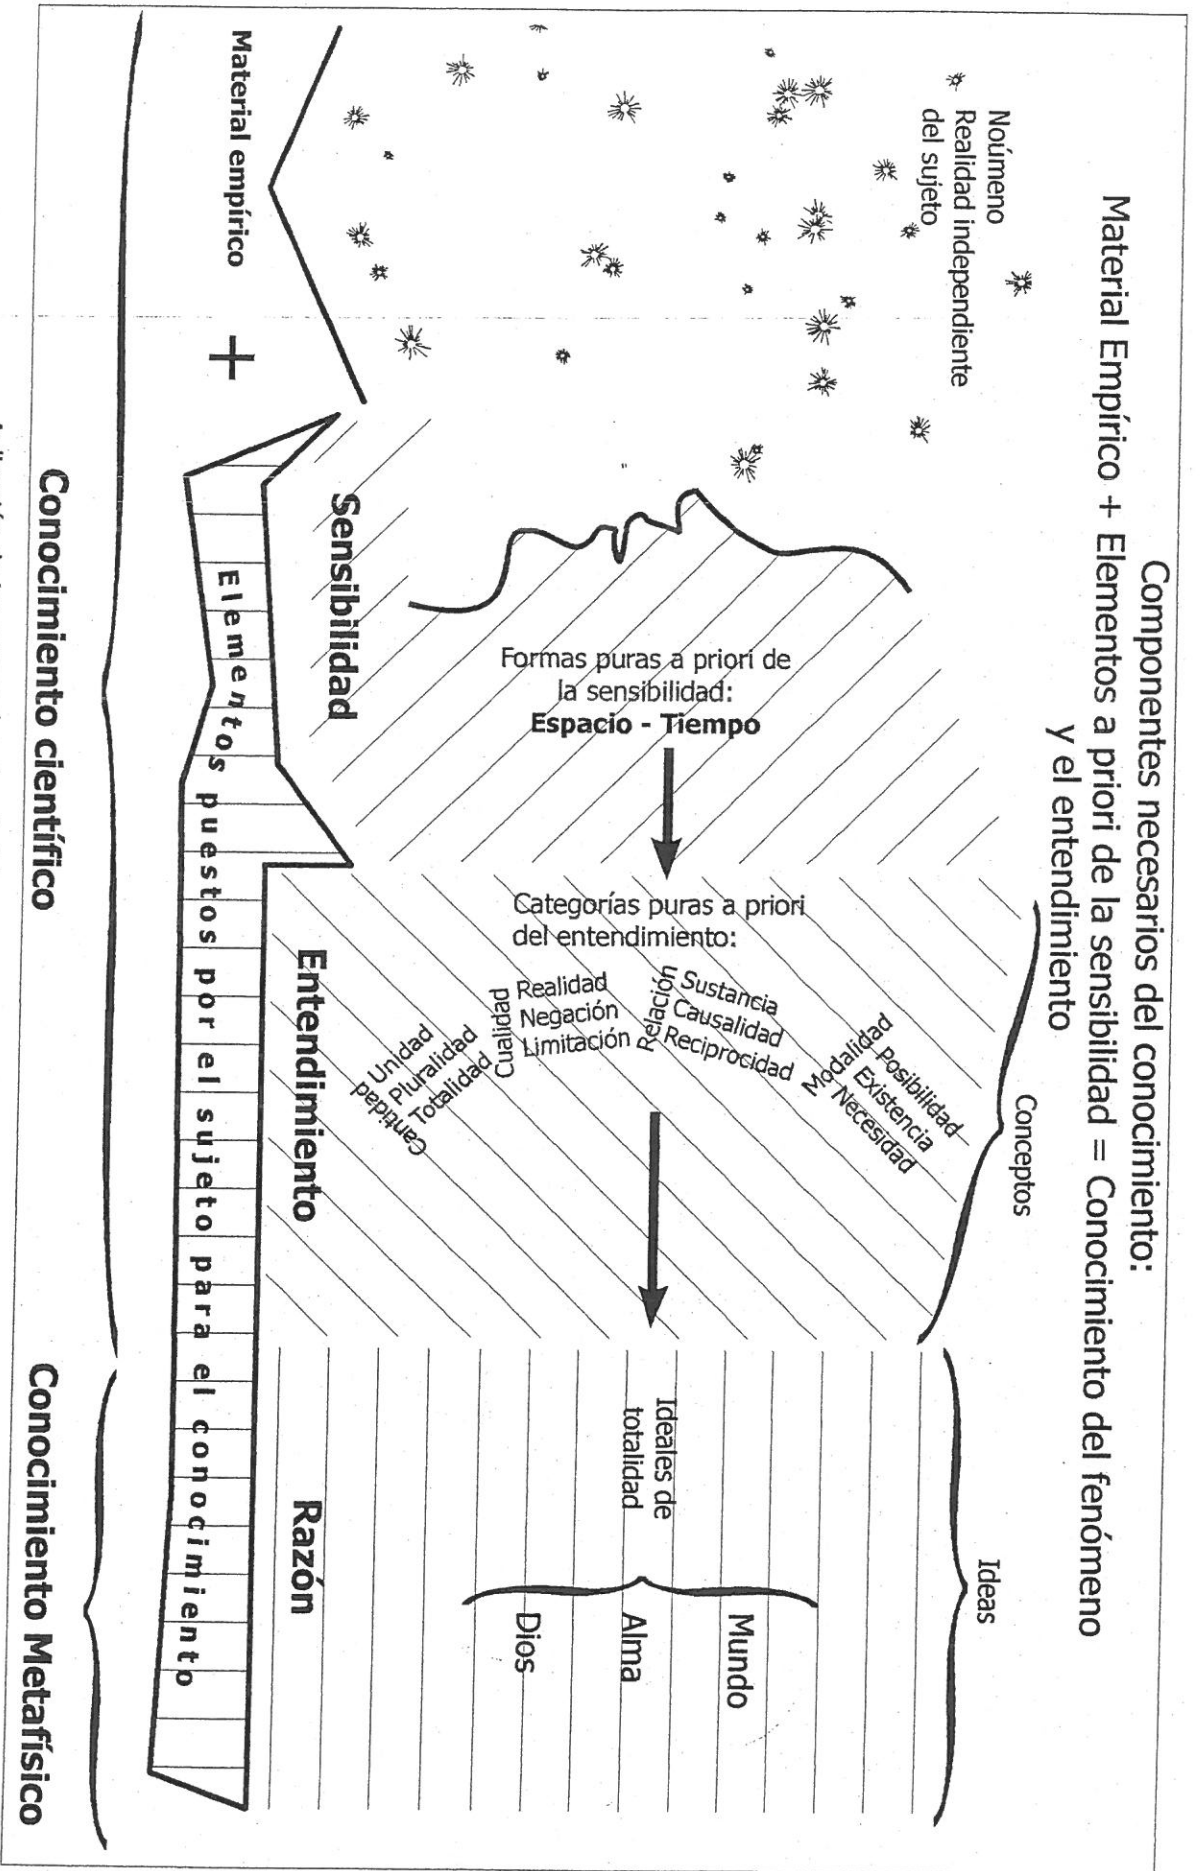 Componentes necesarios del conocimiento:
Material Empírico + Elementos a priori de la sensibilidad = Conocimiento del fenómeno
y el entendimiento
Noúmeno
Realidad independiente
del sujeto
Conceptos
Ideas
Formas puras a priori de
la sensibilidad:
Espacio - Tiempo
Categorías puras a priori
del entendimiento:
Modalidad
Posibilidad
Existencia
Necesidad
Relación
Sustancia
Causalidad
Reciprocidad
Cualidad
Realidad
Negación
Limitación
Cantidad
Unidad
Pluralidad
Totalidad
Ideales de
totalidad
Mundo
Alma
Dios
Sensibilidad
Entendimiento
Razón
Material empírico
+
Elementos puestos por el sujeto para el conocimiento
Conocimiento científico
Conocimiento Metafísico